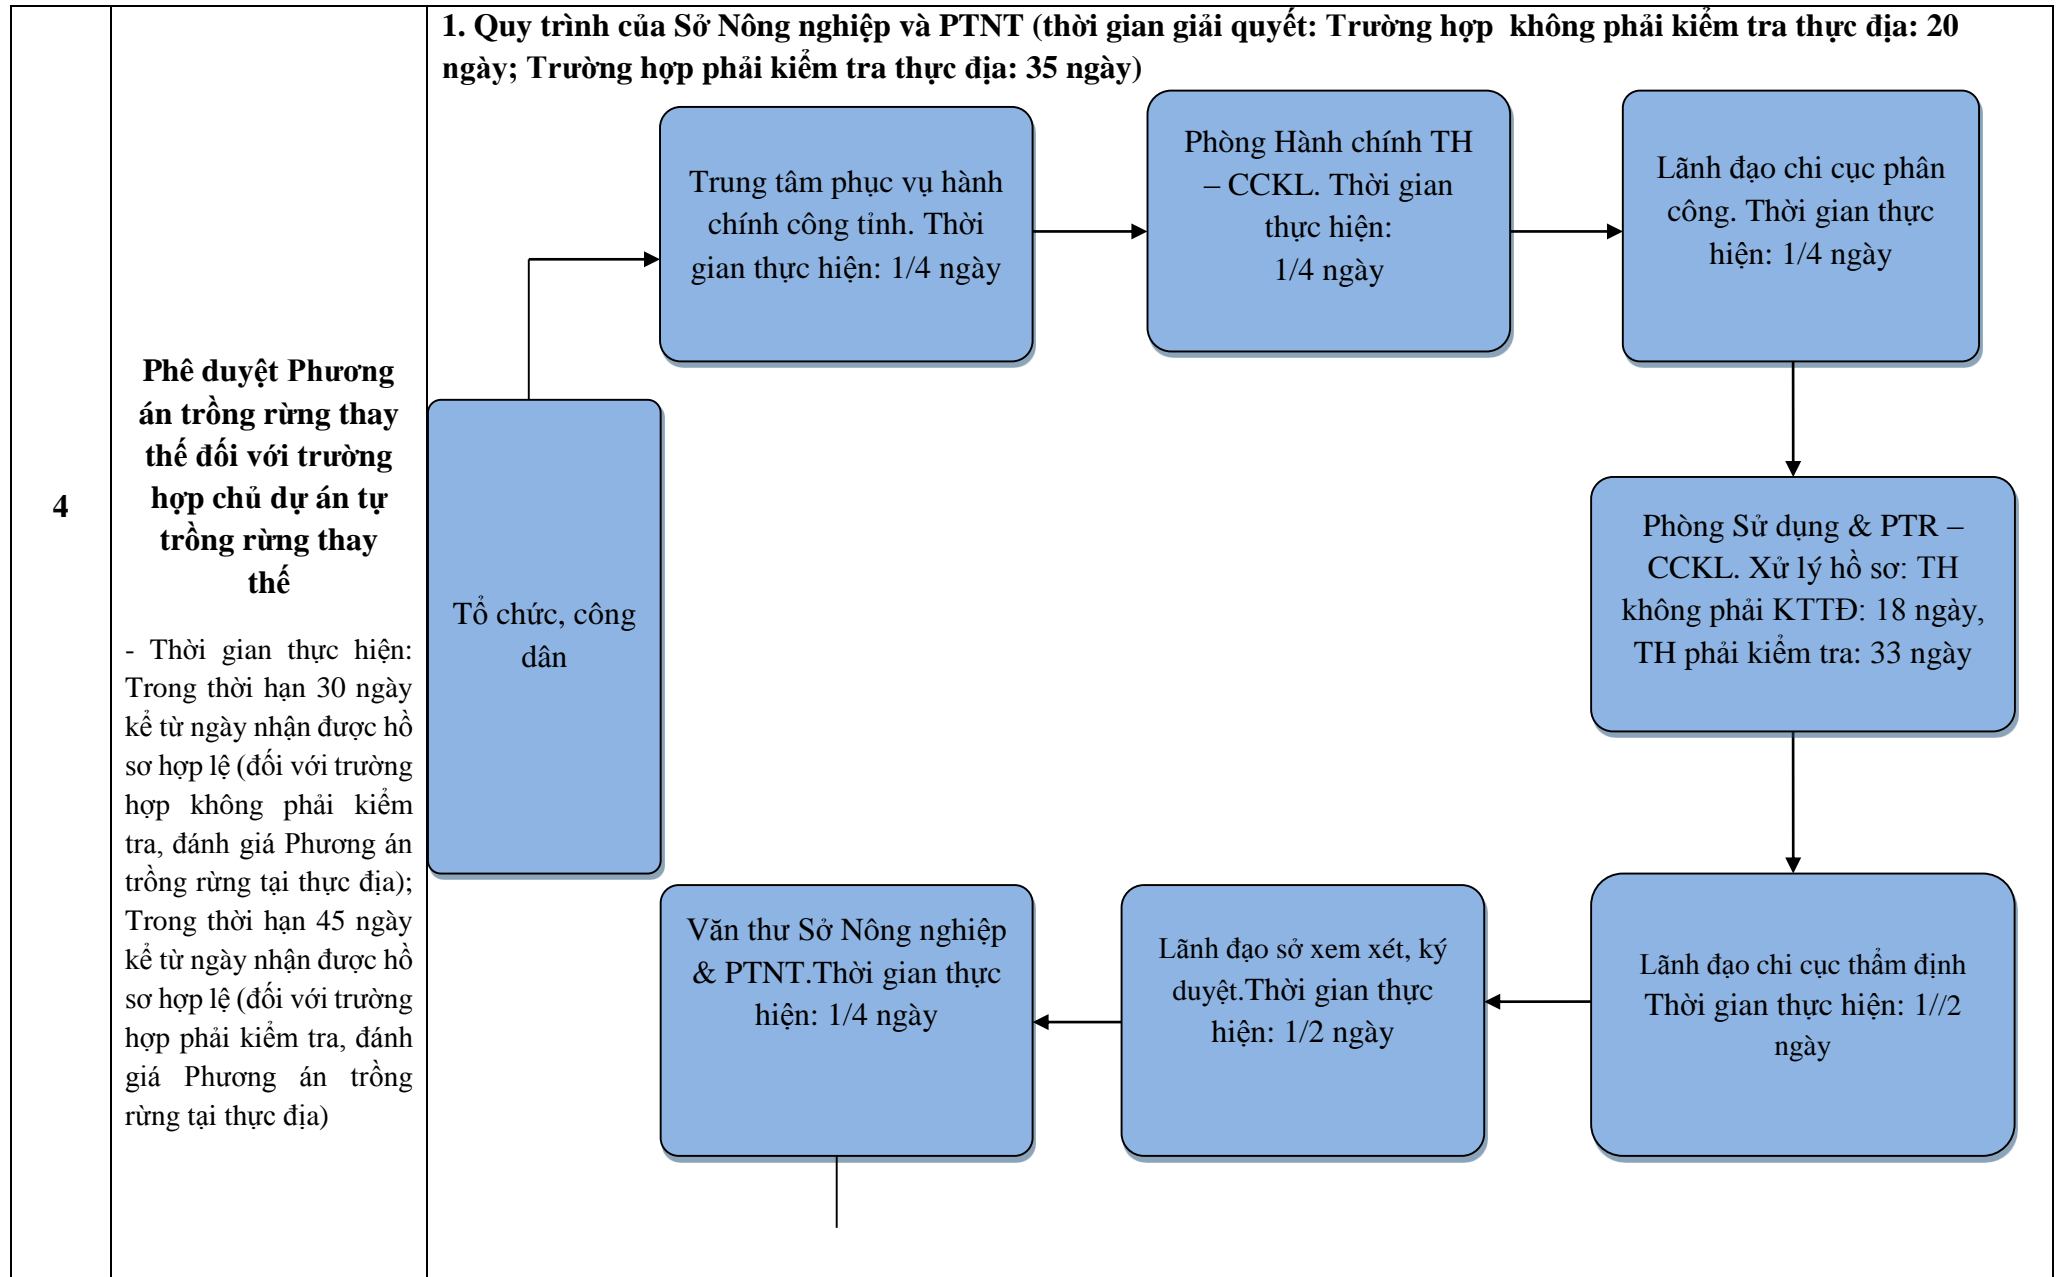 4
Phê duyệt Phương
án trồng rừng thay
thế đối với trường
hợp chủ dự án tự
trồng rừng thay
thế
- Thời gian thực hiện:
Trong thời hạn 30 ngày
kể từ ngày nhận được hồ
sơ hợp lệ (đối với trường
hợp không phải kiểm
tra, đánh giá Phương án
trồng rừng tại thực địa);
Trong thời hạn 45 ngày
kể từ ngày nhận được hồ
sơ hợp lệ (đối với trường
hợp phải kiểm tra, đánh
giá Phương án trồng
rừng tại thực địa)
1. Quy trình của Sở Nông nghiệp và PTNT (thời gian giải quyết: Trường hợp không phải kiểm tra thực địa: 20
ngày; Trường hợp phải kiểm tra thực địa: 35 ngày)
Tổ chức, công
dân
Trung tâm phục vụ hành
chính công tỉnh. Thời
gian thực hiện: 1/4 ngày
Phòng Hành chính TH
– CCKL. Thời gian
thực hiện:
1/4 ngày
Lãnh đạo chi cục phân
công. Thời gian thực
hiện: 1/4 ngày
Phòng Sử dụng & PTR –
CCKL. Xử lý hồ sơ: TH
không phải KTTĐ: 18 ngày,
TH phải kiểm tra: 33 ngày
Lãnh đạo chi cục thẩm định
Thời gian thực hiện: 1//2
ngày
Lãnh đạo sở xem xét, ký
duyệt.Thời gian thực
hiện: 1/2 ngày
Văn thư Sở Nông nghiệp
& PTNT.Thời gian thực
hiện: 1/4 ngày